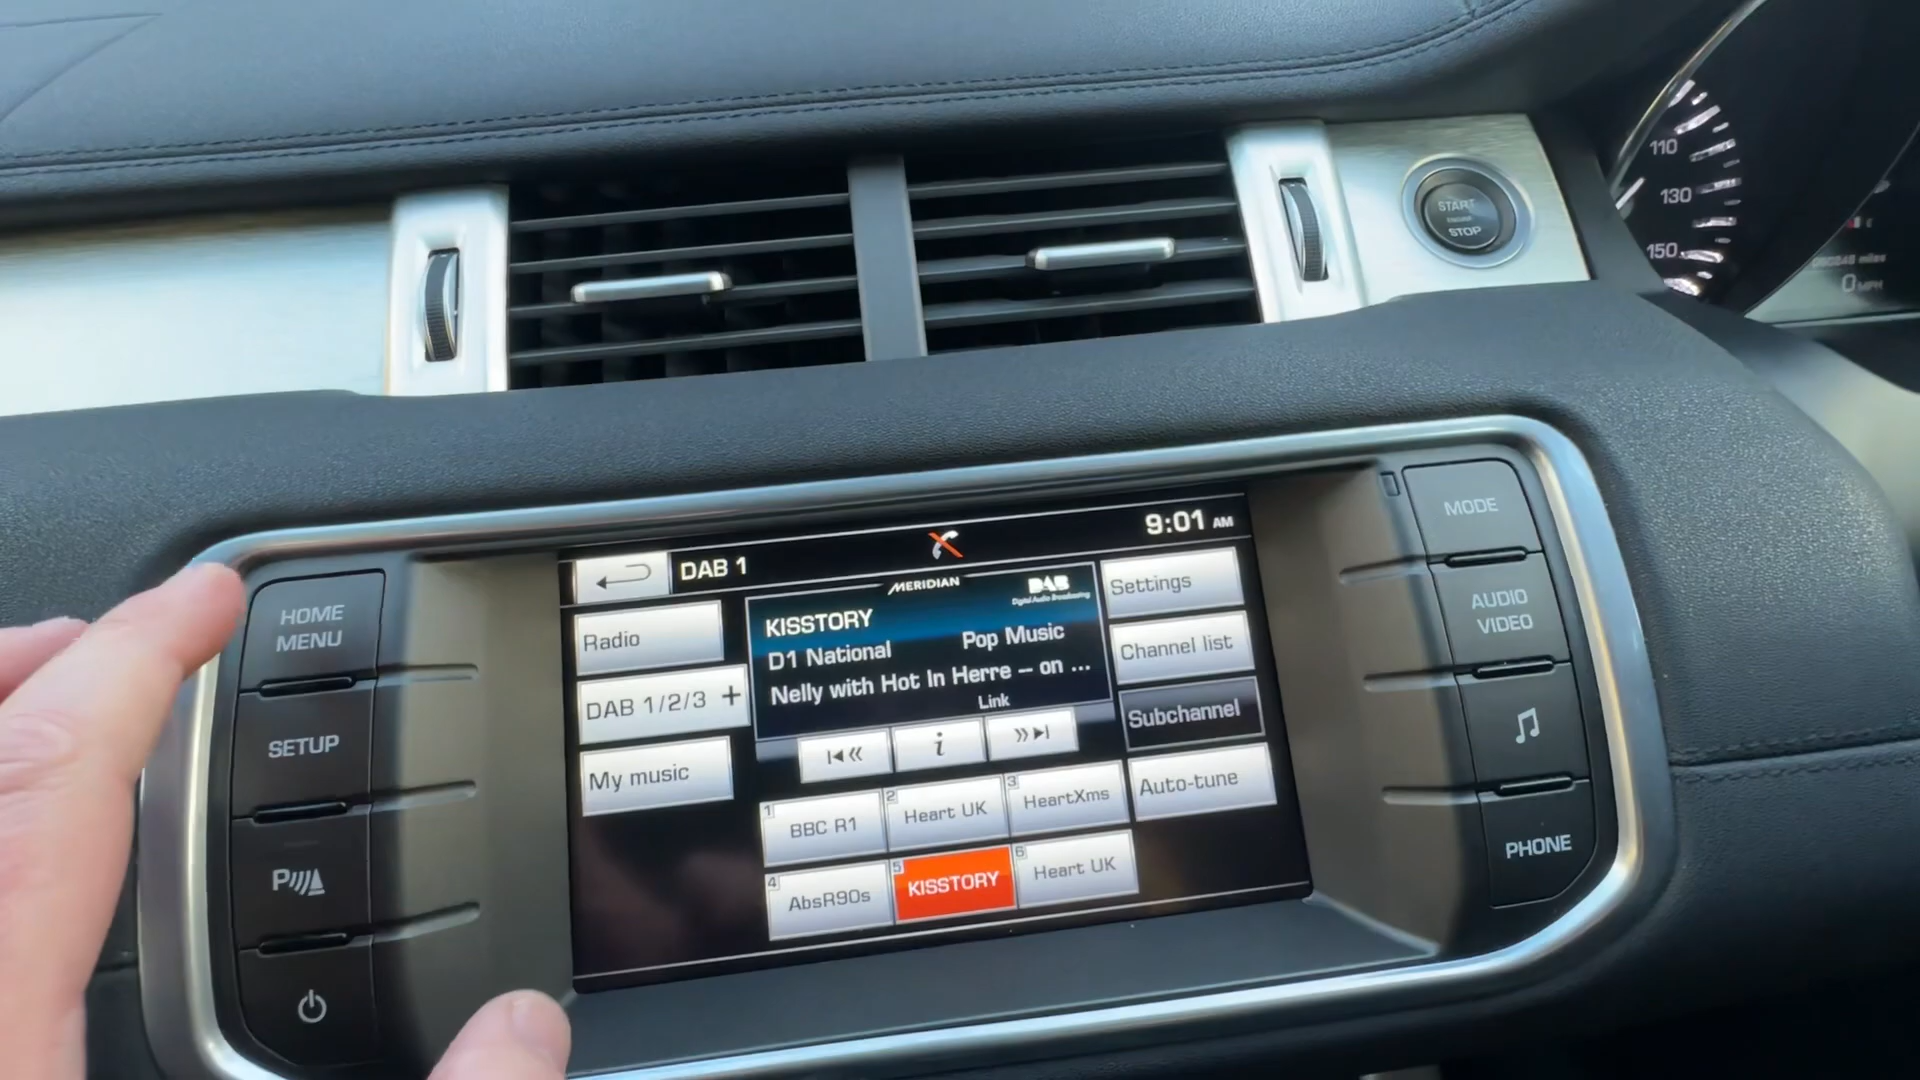 110
130
150
START
ENGINE
STOP
0 MPH
HOME
MENU
SETUP
P
MODE
AUDIO
VIDEO
PHONE
DAB 1
9:01 AM
MERIDIAN
DAB
Digital Audio Broadcasting
KISSTORY
D1 National
Pop Music
Nelly with Hot In Herre – on ...
Link
Radio
DAB 1/2/3 +
My music
Settings
Channel list
Subchannel
Auto-tune
i
1 BBC R1
2 Heart UK
3 HeartXms
4 AbsR90s
5 KISSTORY
6 Heart UK